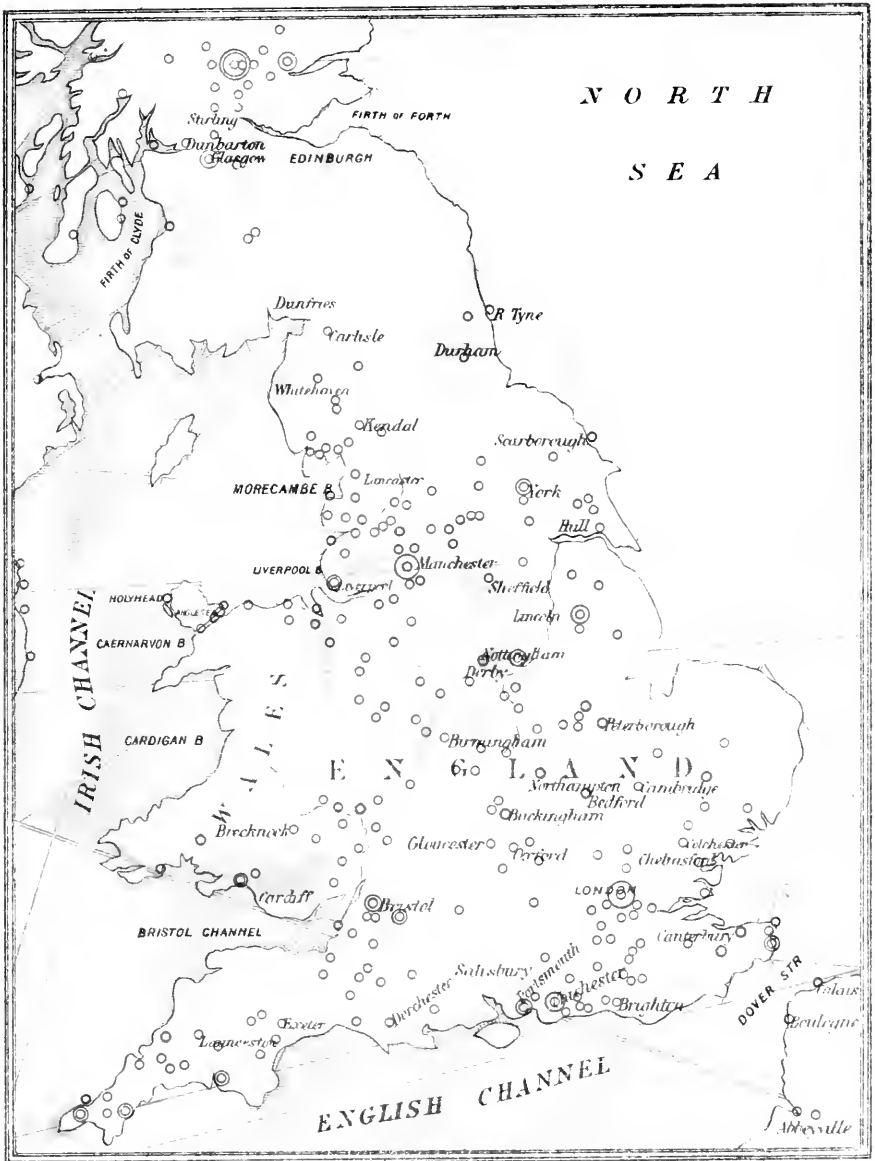 NORTH
SEA
FIRTH OF FORTH
Stirling
Dunbarton
Glasgow
EDINBURGH
FIRTH OF CLYDE
Dunfries
Carlisle
R Tyne
Durham
Whitehaven
Kendal
Scarborough
Lancaster
MORECAMBE B
York
Hull
LIVERPOOL B
Liverpool
Manchester
Sheffield
HOLYHEAD
ANGLESEA
Lincoln
CAERNARVON B
IRISH CHANNEL
Nottingham
Derby
WALES
Peterborough
CARDIGAN B
Birmingham
ENGLAND
Northampton
Cambridge
Bedford
Brecknock
Buckingham
Gloucester
Oxford
Colchester
Chelmsford
Cardiff
LONDON
Bristol
BRISTOL CHANNEL
Canterbury
Salisbury
Portsmouth
Chichester
Dorchester
Brighton
DOVER STR
Calais
Exeter
Launceston
Boulogne
ENGLISH CHANNEL
Abbeville